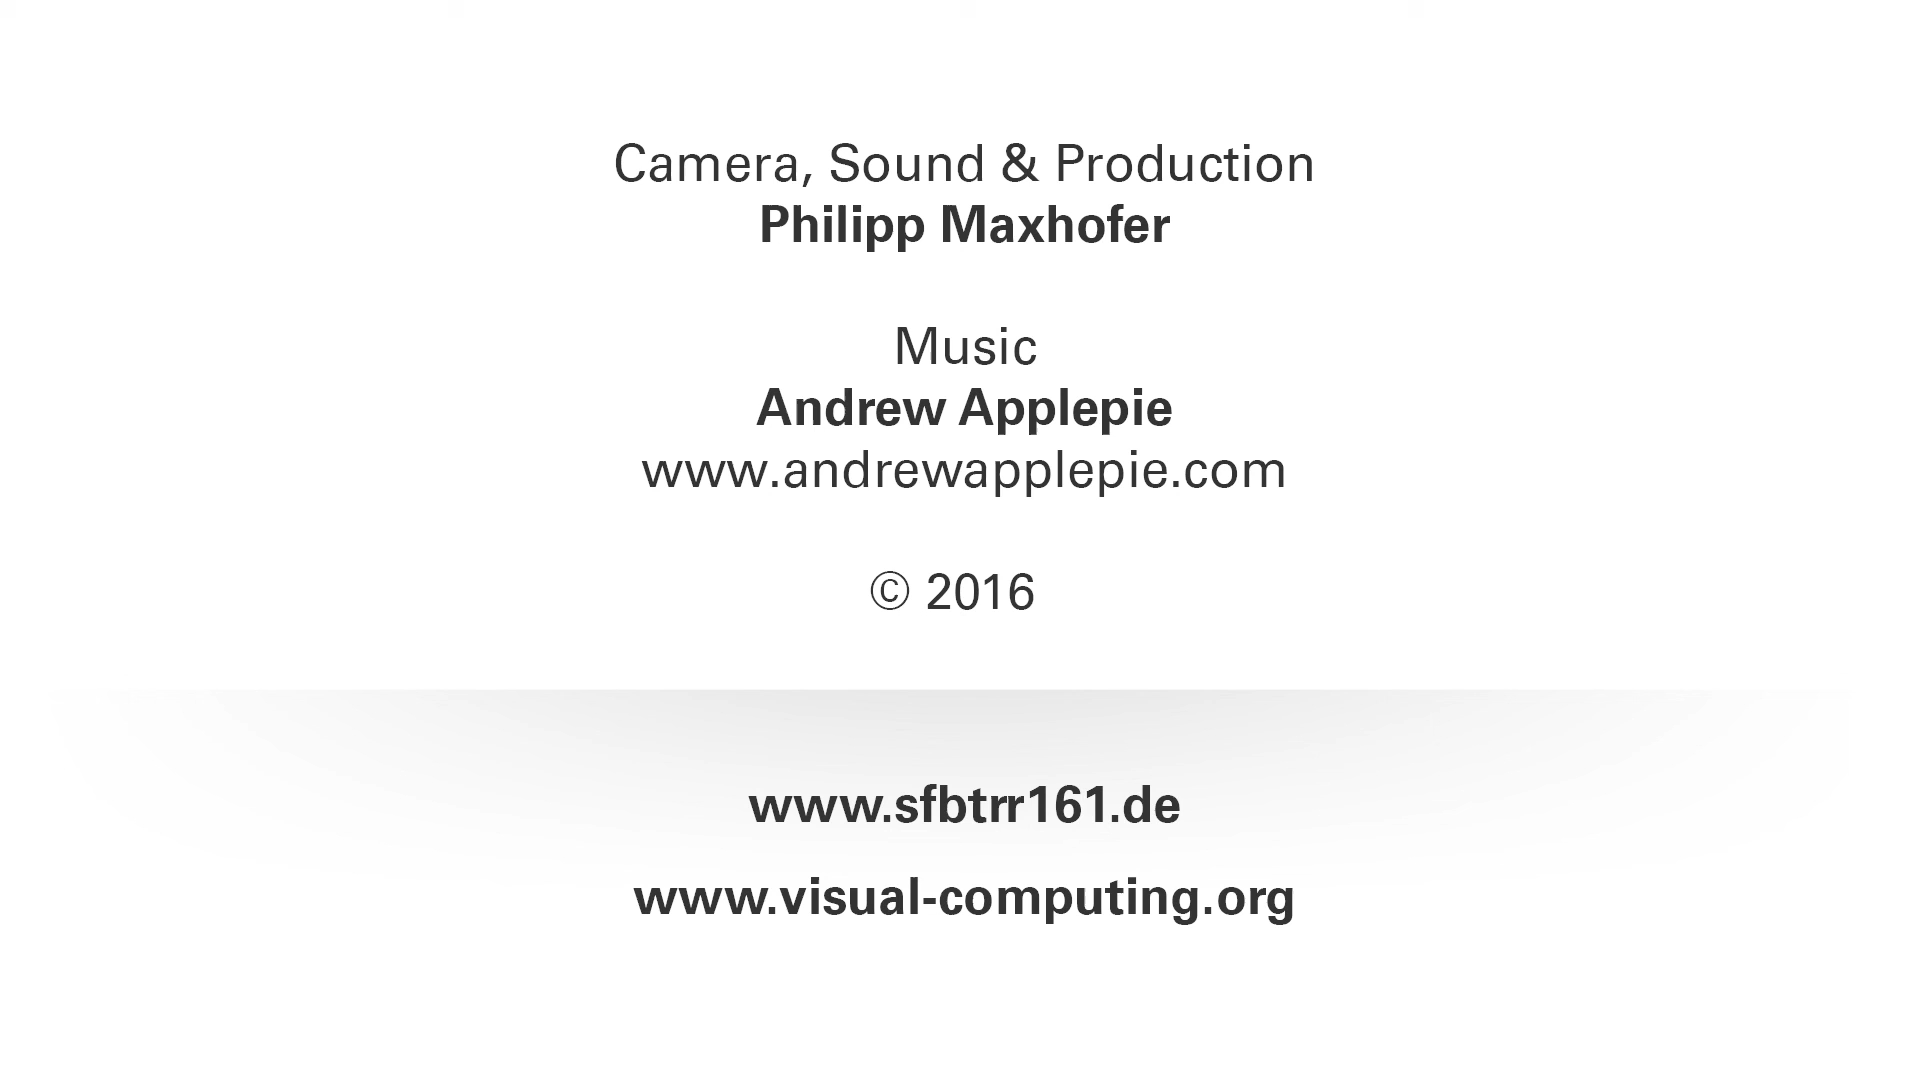 Camera, Sound & Production
Philipp Maxhofer
Music
Andrew Applepie
www.andrewapplepie.com
© 2016
www.sfbtrr161.de
www.visual-computing.org